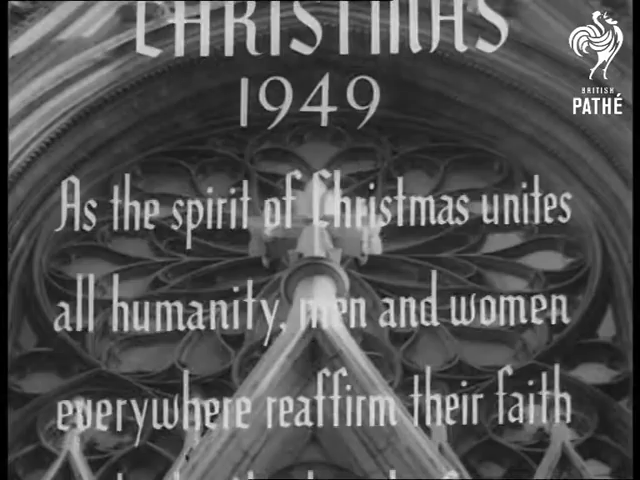 CHRISTMAS
1949
BRITISH
PATHÉ
As the spirit of Christmas unites
all humanity, men and women
everywhere reaffirm their faith